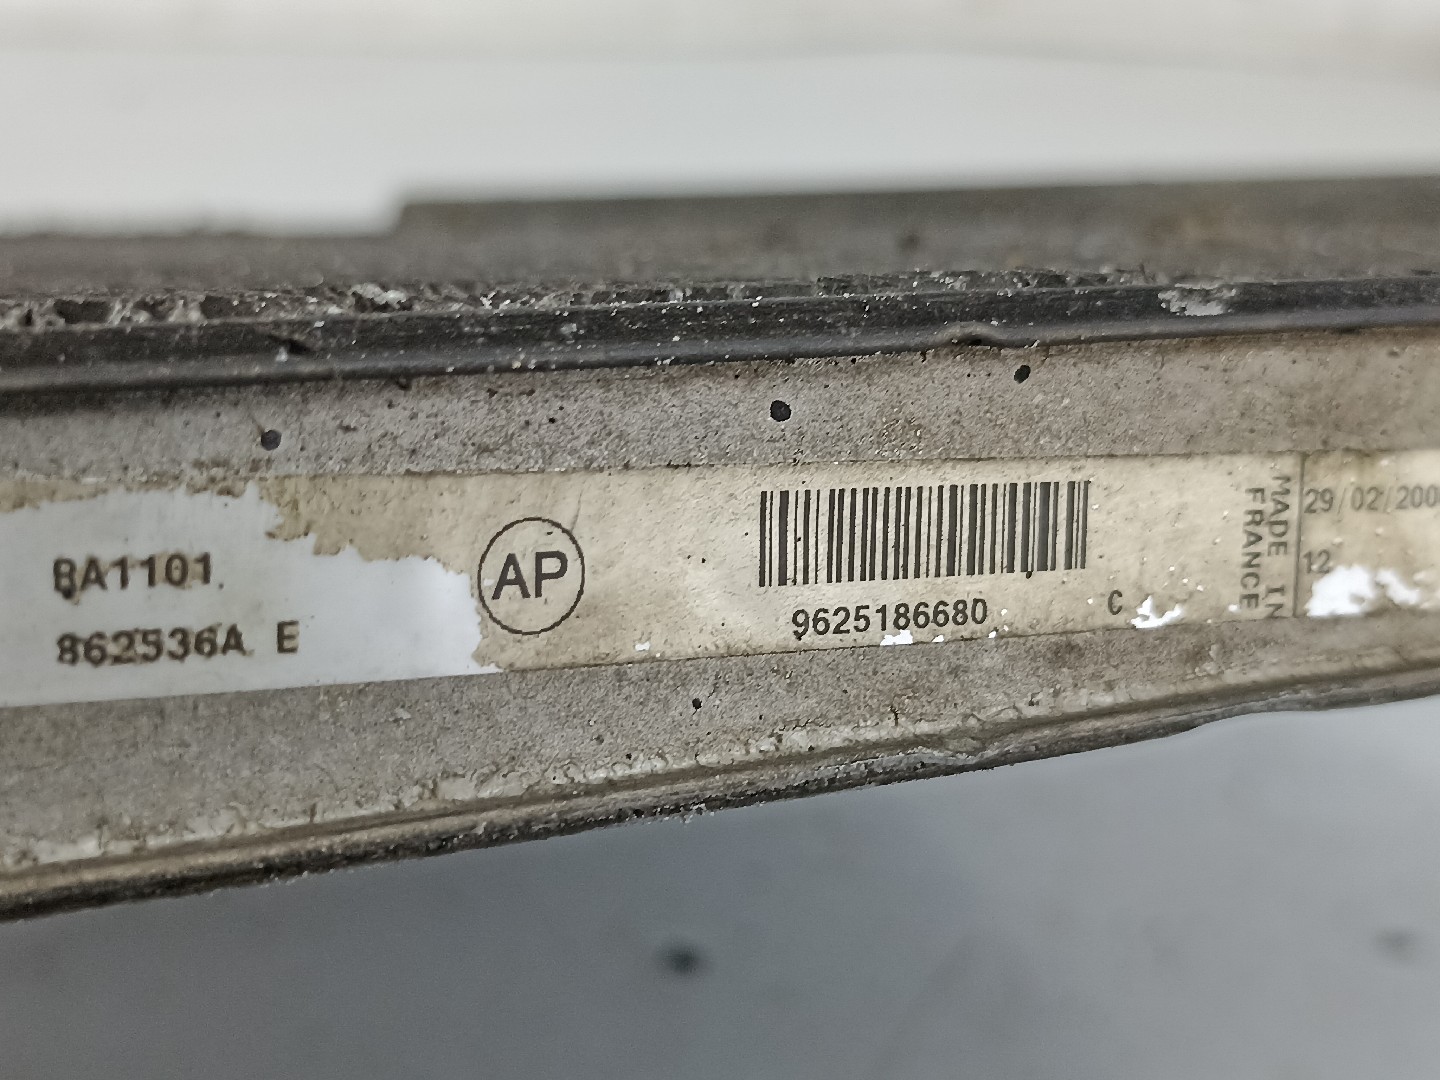 BA1101
862536A E
AP
9625186680
C
MADE IN
FRANCE
29/02/200
12